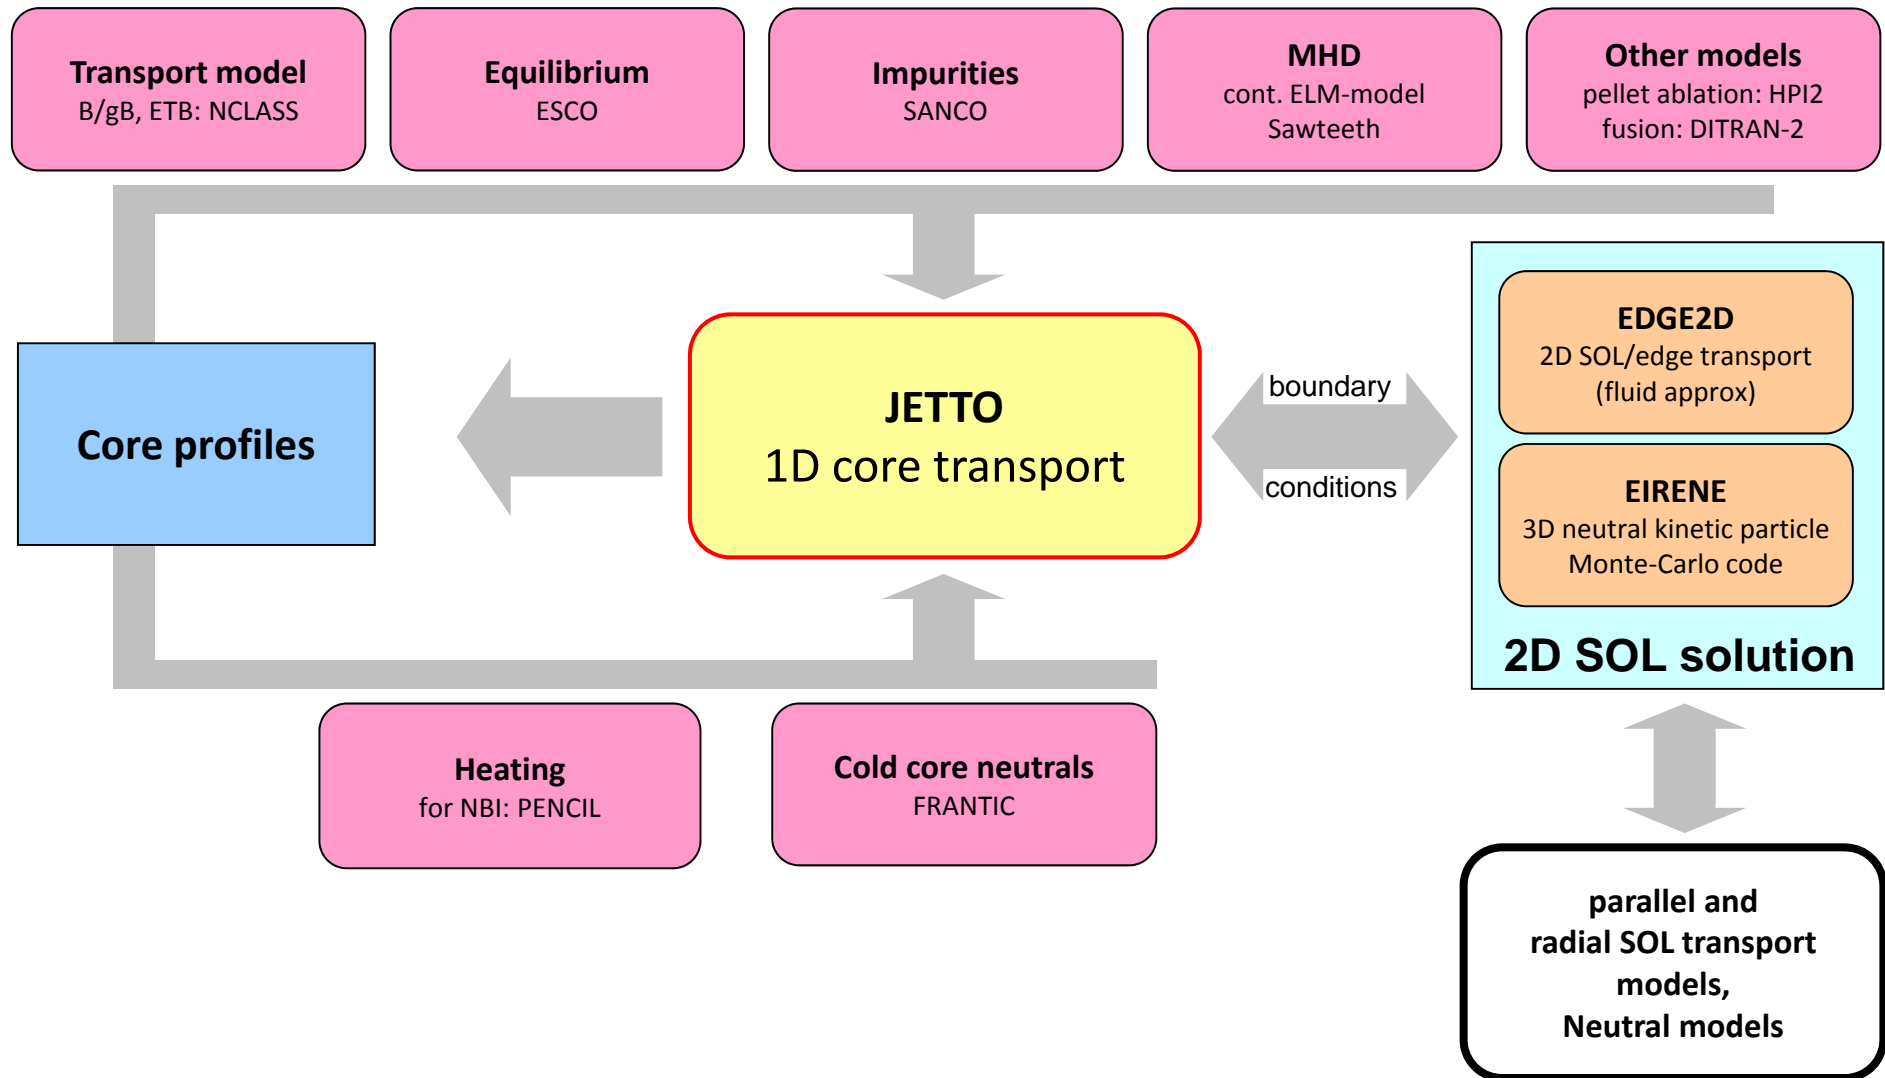 Transport model
B/gB, ETB: NCLASS
Equilibrium
ESCO
Impurities
SANCO
MHD
cont. ELM-model
Sawteeth
Other models
pellet ablation: HPI2
fusion: DITRAN-2
Core profiles
JETTO
1D core transport
boundary
conditions
EDGE2D
2D SOL/edge transport
(fluid approx)
EIRENE
3D neutral kinetic particle
Monte-Carlo code
2D SOL solution
Heating
for NBI: PENCIL
Cold core neutrals
FRANTIC
parallel and
radial SOL transport
models,
Neutral models